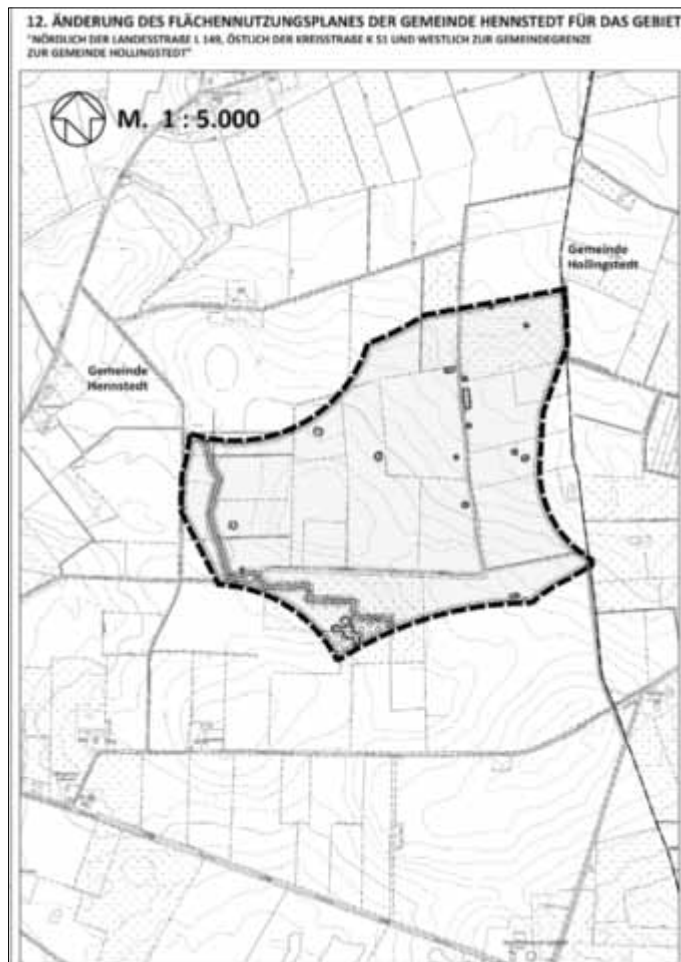 12. ÄNDERUNG DES FLÄCHENNUTZUNGSPLANES DER GEMEINDE HENNSTEDT FÜR DAS GEBIET
"NÖRDLICH DER LANDESSTRAßE L 149, ÖSTLICH DER KREISSTRAßE K 51 UND WESTLICH ZUR GEMEINDEGRENZE
ZUR GEMEINDE HOLLINGSTEDT"
N
M. 1 : 5.000
Gemeinde
Hollingstedt
Gemeinde
Hennstedt